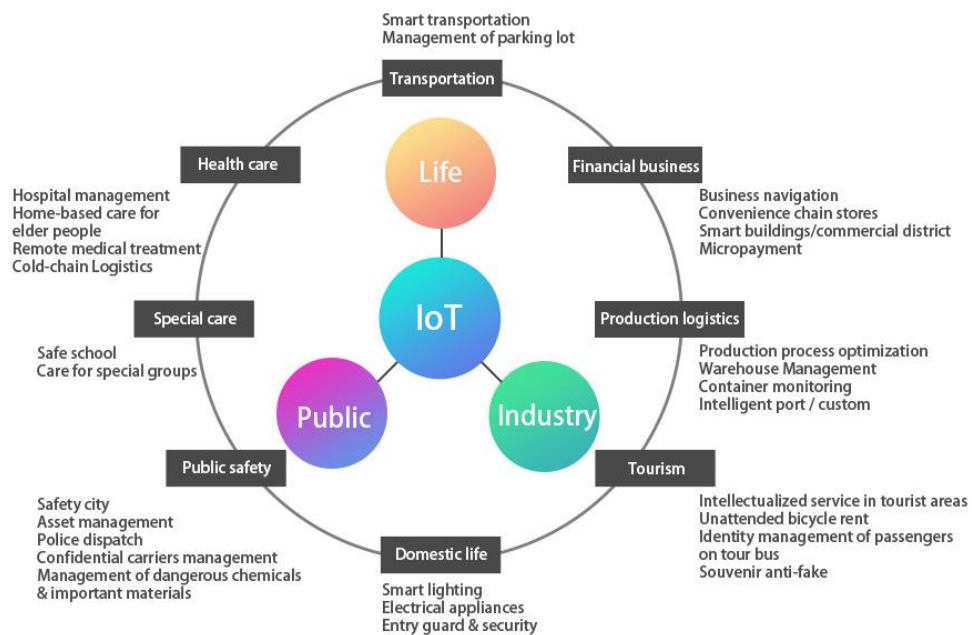 Smart transportation
Management of parking lot
Transportation
Life
Health care
Hospital management
Home-based care for
elder people
Remote medical treatment
Cold-chain Logistics
Financial business
Business navigation
Convenience chain stores
Smart buildings/commercial district
Micropayment
IoT
Special care
Safe school
Care for special groups
Production logistics
Production process optimization
Warehouse Management
Container monitoring
Intelligent port / custom
Public
Industry
Public safety
Safety city
Asset management
Police dispatch
Confidential carriers management
Management of dangerous chemicals
& important materials
Domestic life
Smart lighting
Electrical appliances
Entry guard & security
Tourism
Intellectualized service in tourist areas
Unattended bicycle rent
Identity management of passengers
on tour bus
Souvenir anti-fake